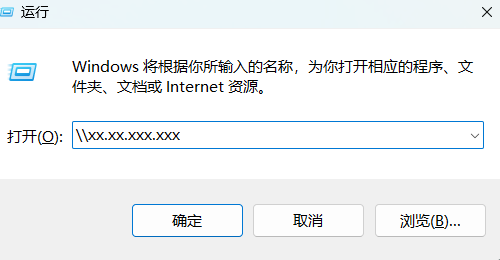 运行
Windows 将根据你所输入的名称，为你打开相应的程序、文
件夹、文档或 Internet 资源。
打开(O): \\xx.xx.xxx.xxx
确定 取消 浏览(B)...